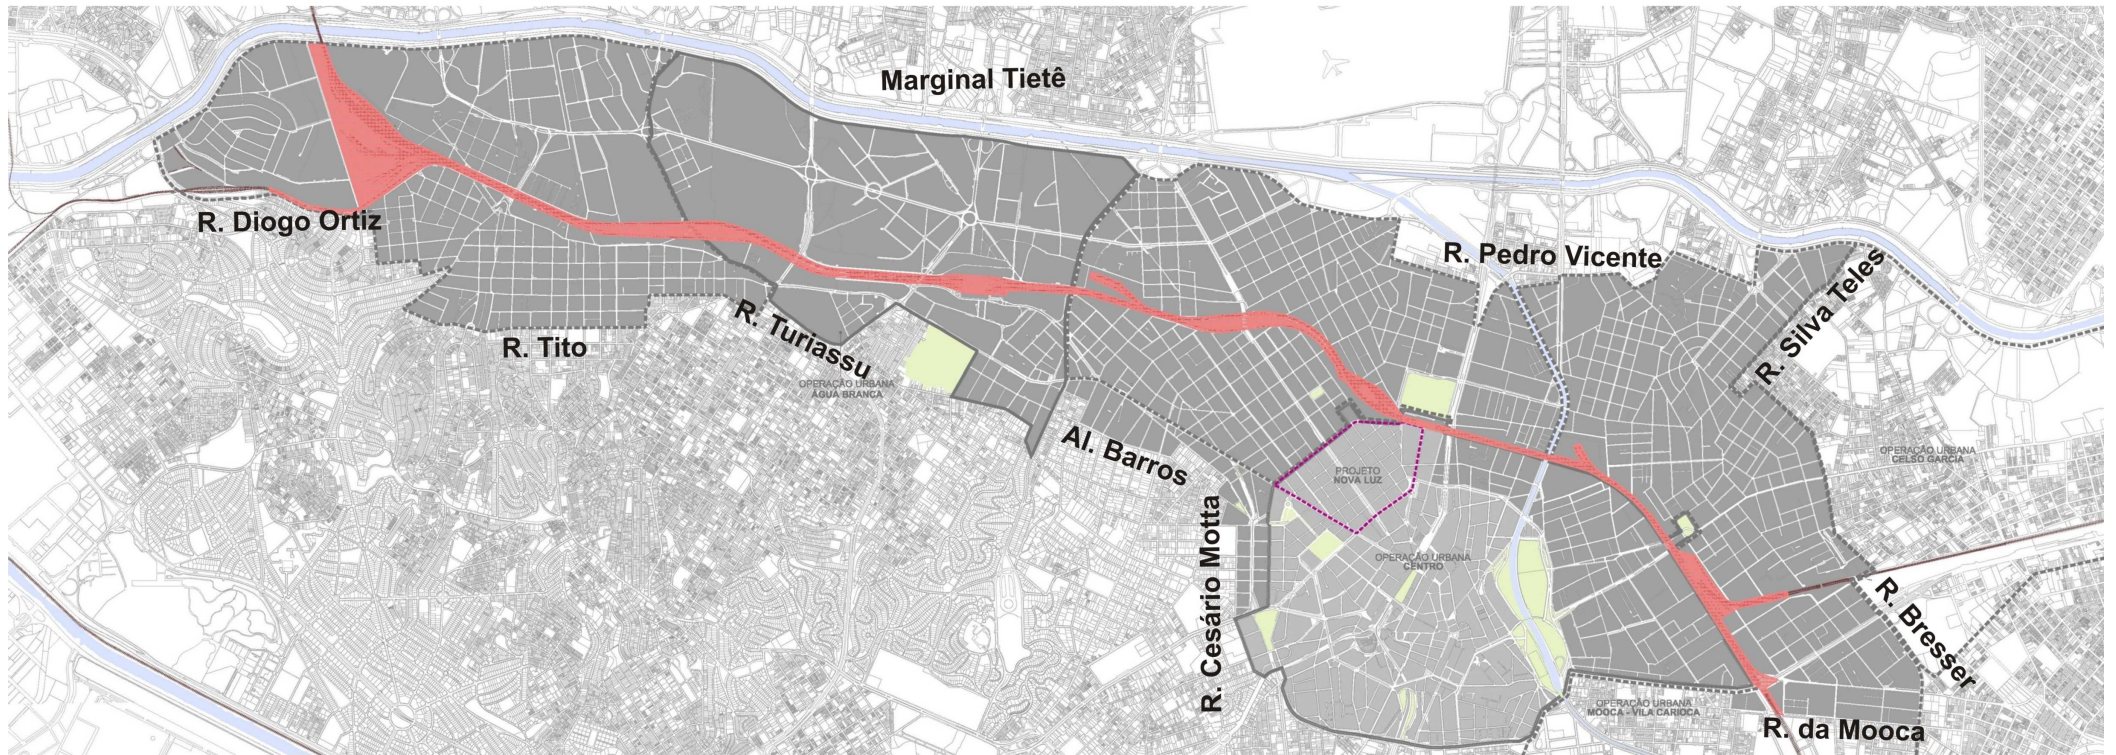 Marginal Tietê
R. Diogo Ortiz
R. Pedro Vicente
R. Silva Teles
R. Tito
R. Turiassu
OPERAÇÃO URBANA
ÁGUA BRANCA
Al. Barros
PROJETO
NOVA LUZ
OPERAÇÃO URBANA
CELSO GARCIA
R. Cesário Motta
OPERAÇÃO URBANA
CENTRO
R. Bresser
OPERAÇÃO URBANA
MOOCA - VILA CARIOCA
R. da Mooca